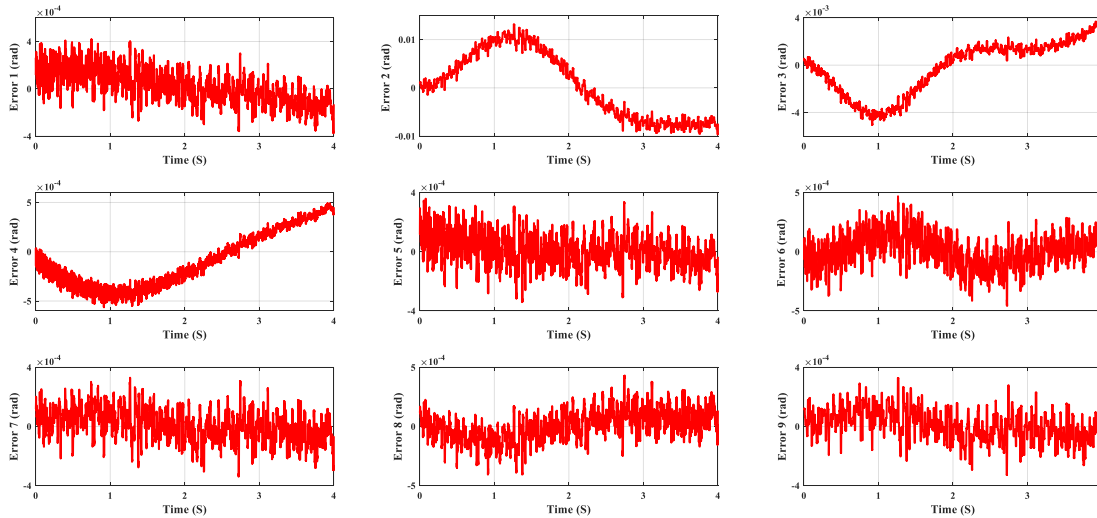 ×10⁻⁴
4
0
-4
Error 1 (rad)
0 1 2 3 4
Time (S)
0.01
0
-0.01
Error 2 (rad)
0 1 2 3 4
Time (S)
×10⁻³
4
0
-4
Error 3 (rad)
0 1 2 3
Time (S)
×10⁻⁴
5
0
-5
Error 4 (rad)
0 1 2 3 4
Time (S)
×10⁻⁴
4
0
-4
Error 5 (rad)
0 1 2 3 4
Time (S)
×10⁻⁴
5
0
-5
Error 6 (rad)
0 1 2 3
Time (S)
×10⁻⁴
4
0
-4
Error 7 (rad)
0 1 2 3 4
Time (S)
×10⁻⁴
5
0
-5
Error 8 (rad)
0 1 2 3 4
Time (S)
×10⁻⁴
4
0
-4
Error 9 (rad)
0 1 2 3
Time (S)